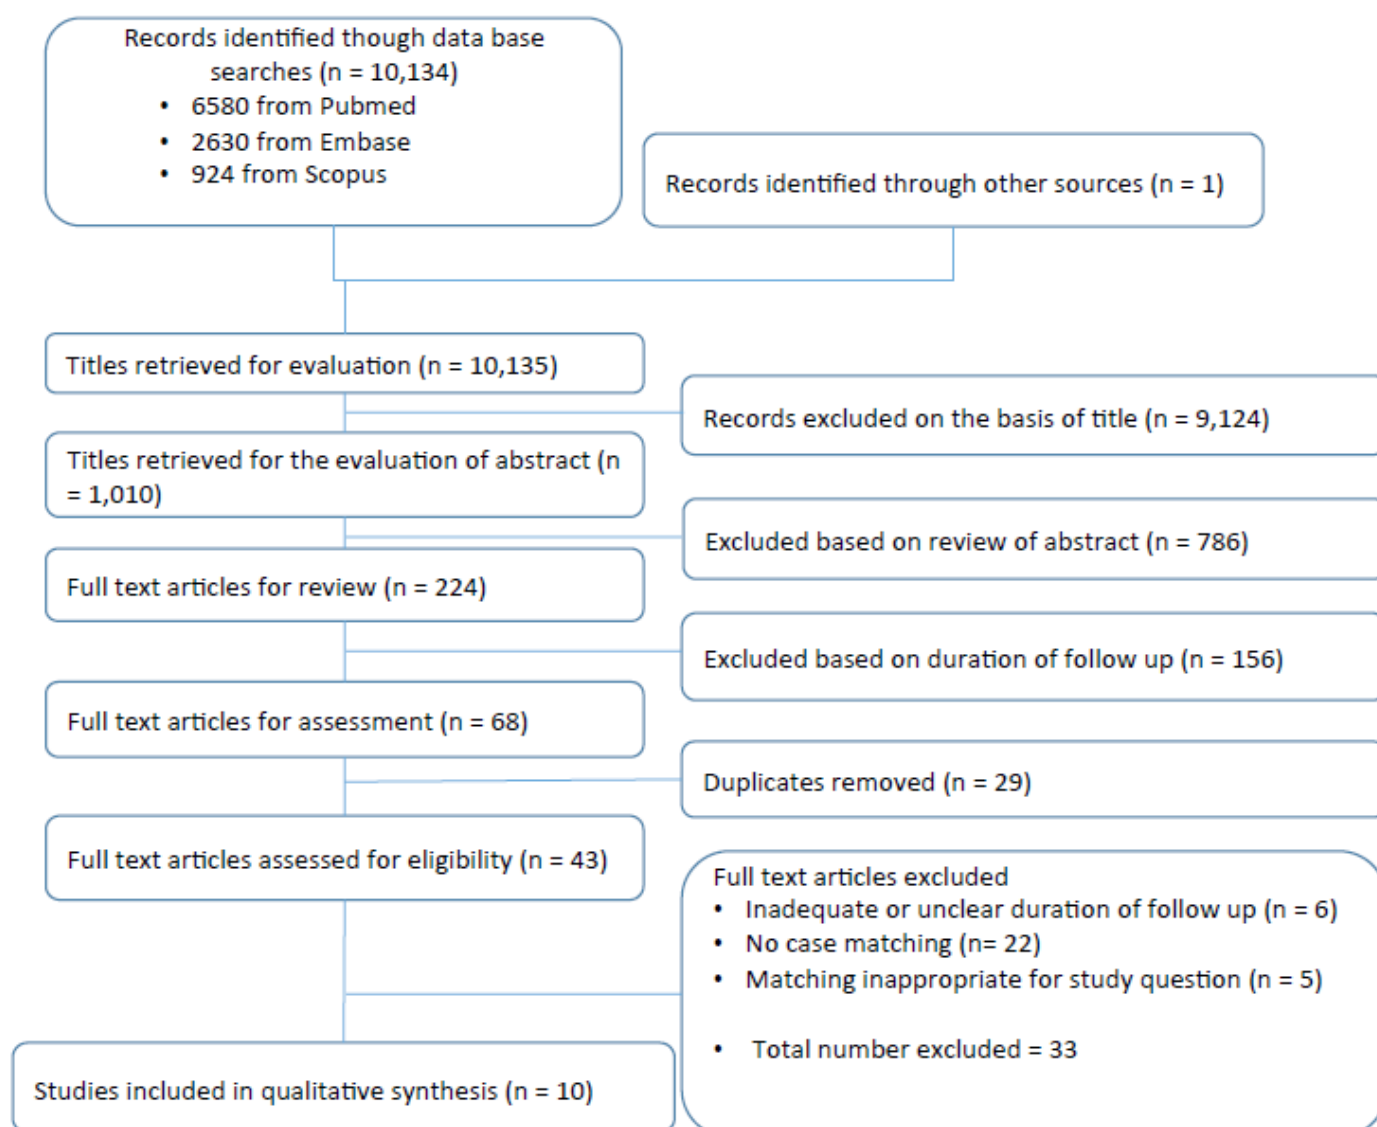 Records identified though data base
searches (n = 10,134)
• 6580 from Pubmed
• 2630 from Embase
• 924 from Scopus
Records identified through other sources (n = 1)
Titles retrieved for evaluation (n = 10,135)
Records excluded on the basis of title (n = 9,124)
Titles retrieved for the evaluation of abstract (n
= 1,010)
Excluded based on review of abstract (n = 786)
Full text articles for review (n = 224)
Excluded based on duration of follow up (n = 156)
Full text articles for assessment (n = 68)
Duplicates removed (n = 29)
Full text articles assessed for eligibility (n = 43)
Full text articles excluded
• Inadequate or unclear duration of follow up (n = 6)
• No case matching (n= 22)
• Matching inappropriate for study question (n = 5)
• Total number excluded = 33
Studies included in qualitative synthesis (n = 10)